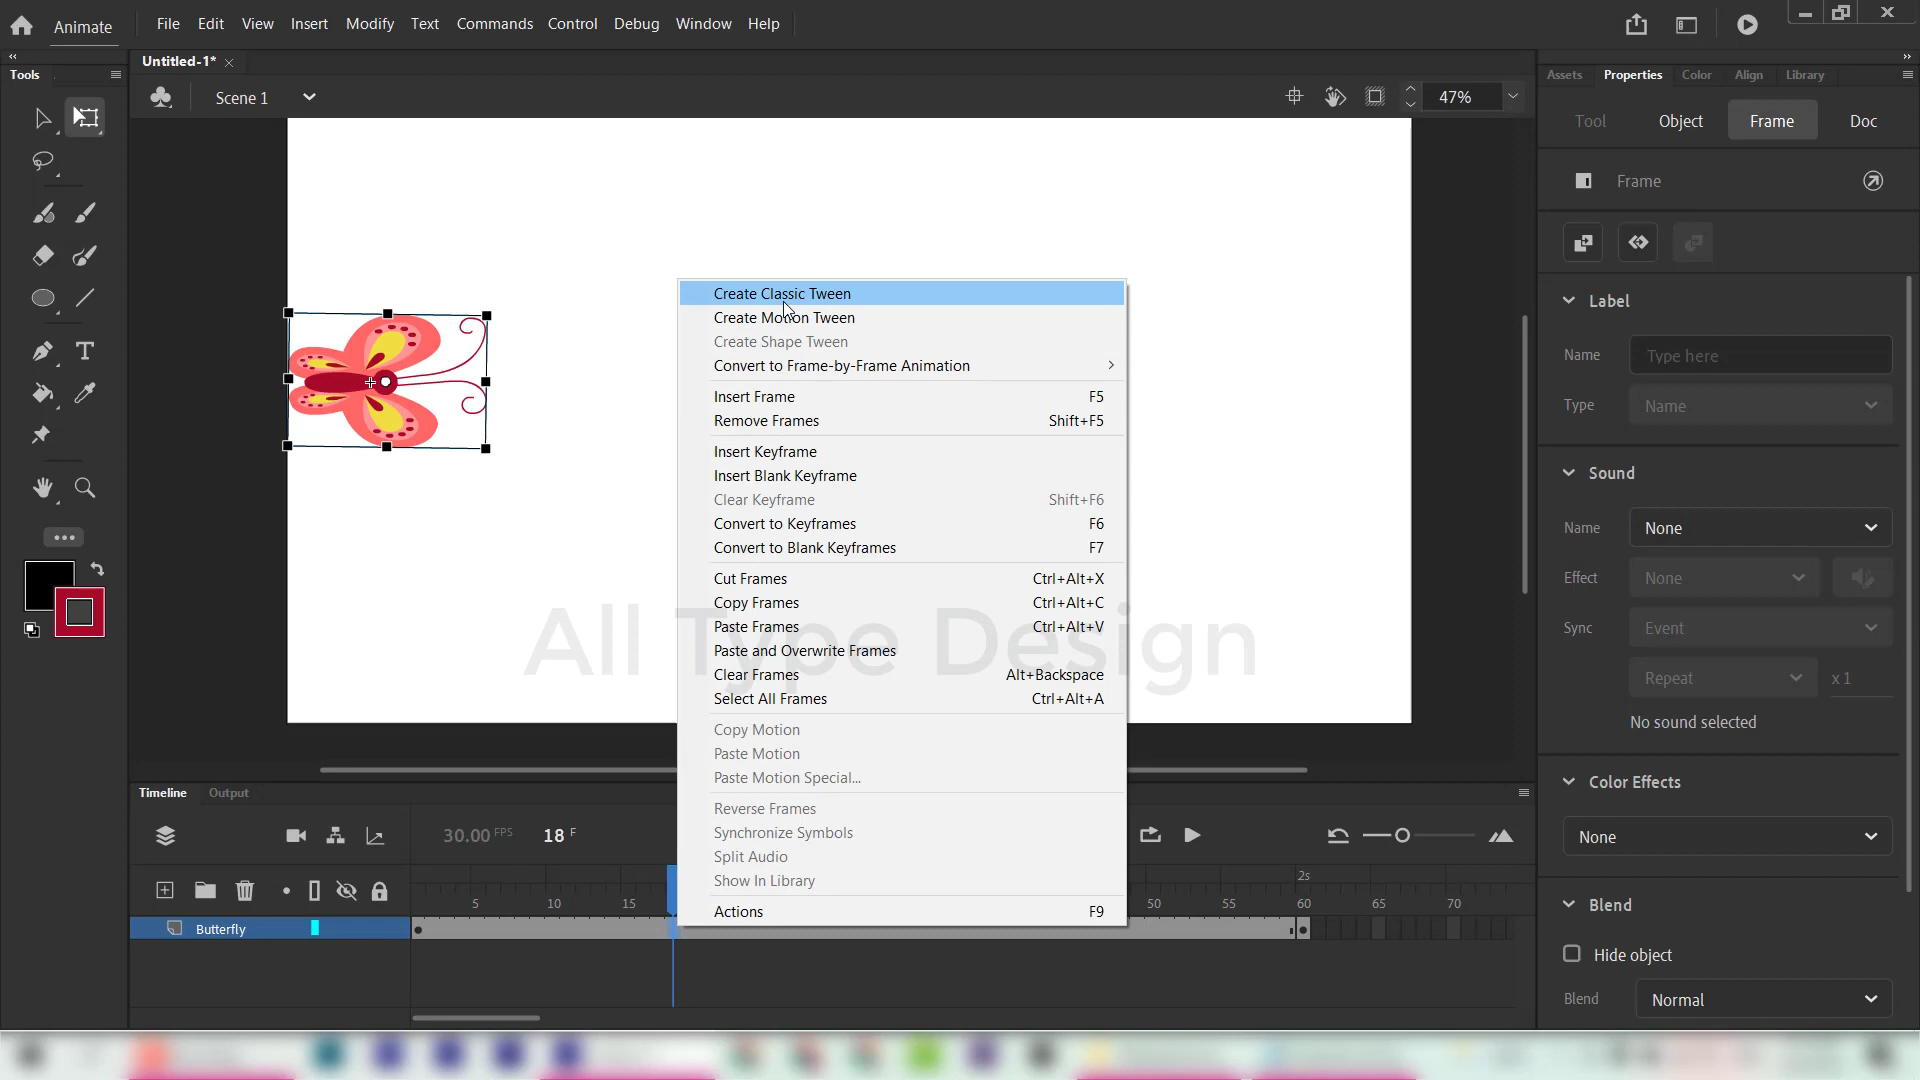 Animate File Edit View Insert Modify Text Commands Control Debug Window Help
Tools
Untitled-1*
Assets Properties Color Align Library
Scene 1
47%
Tool Object Frame Doc
Frame
Label
Name Type here
Type Name
Sound
Name None
Effect None
Sync Event
Repeat x 1
No sound selected
Color Effects
None
Blend
Hide object
Blend Normal
Create Classic Tween
Create Motion Tween
Create Shape Tween
Convert to Frame-by-Frame Animation
Insert Frame F5
Remove Frames Shift+F5
Insert Keyframe
Insert Blank Keyframe
Clear Keyframe Shift+F6
Convert to Keyframes F6
Convert to Blank Keyframes F7
Cut Frames Ctrl+Alt+X
Copy Frames Ctrl+Alt+C
Paste Frames Ctrl+Alt+V
Paste and Overwrite Frames
Clear Frames Alt+Backspace
Select All Frames Ctrl+Alt+A
Copy Motion
Paste Motion
Paste Motion Special...
Reverse Frames
Synchronize Symbols
Split Audio
Show In Library
Actions F9
All Type Design
Timeline Output
30.00 FPS 18 F
2s
5 10 15 50 55 60 65 70
Butterfly